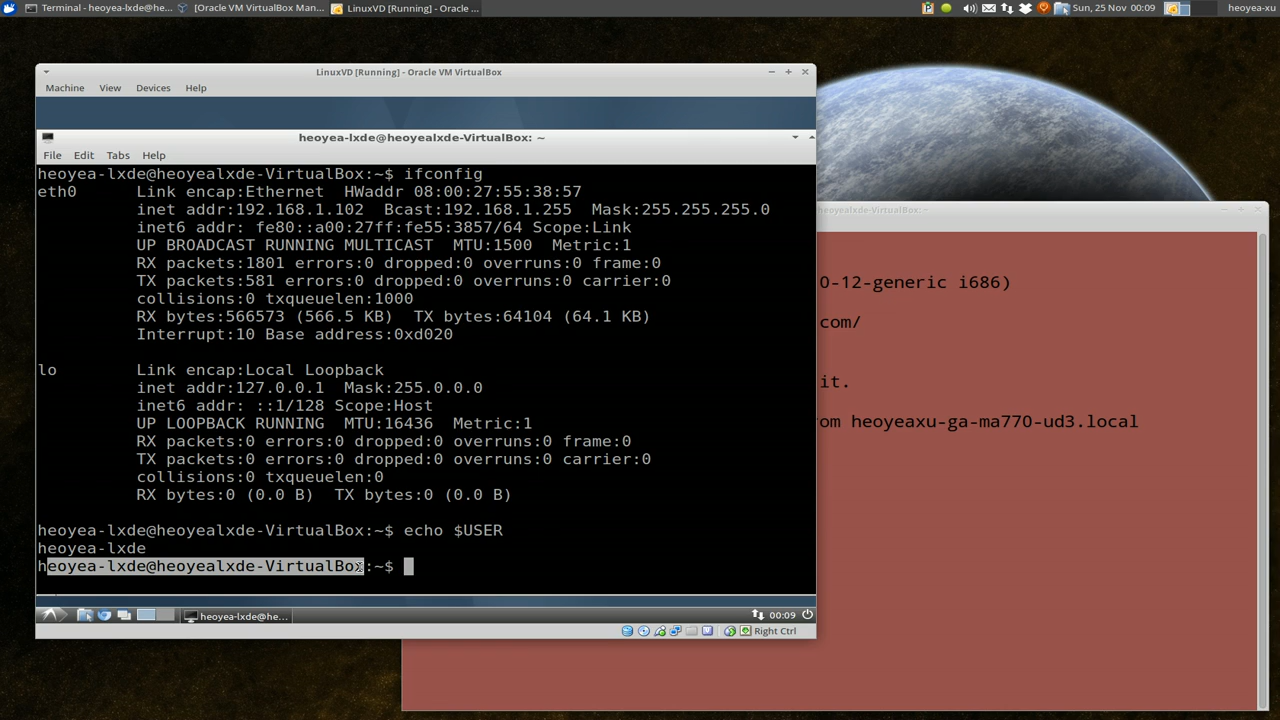 Terminal - heoyea-lxde@he...
[Oracle VM VirtualBox Man...
LinuxVD [Running] - Oracle ...
Sun, 25 Nov 00:09
heoyea-xu
LinuxVD [Running] - Oracle VM VirtualBox
Machine View Devices Help
heoyea-lxde@heoyealxde-VirtualBox: ~
File Edit Tabs Help
heoyea-lxde@heoyealxde-VirtualBox:~$ ifconfig
eth0 Link encap:Ethernet HWaddr 08:00:27:55:38:57
inet addr:192.168.1.102 Bcast:192.168.1.255 Mask:255.255.255.0
inet6 addr: fe80::a00:27ff:fe55:3857/64 Scope:Link
UP BROADCAST RUNNING MULTICAST MTU:1500 Metric:1
RX packets:1801 errors:0 dropped:0 overruns:0 frame:0
TX packets:581 errors:0 dropped:0 overruns:0 carrier:0
collisions:0 txqueuelen:1000
RX bytes:566573 (566.5 KB) TX bytes:64104 (64.1 KB)
Interrupt:10 Base address:0xd020
lo Link encap:Local Loopback
inet addr:127.0.0.1 Mask:255.0.0.0
inet6 addr: ::1/128 Scope:Host
UP LOOPBACK RUNNING MTU:16436 Metric:1
RX packets:0 errors:0 dropped:0 overruns:0 frame:0
TX packets:0 errors:0 dropped:0 overruns:0 carrier:0
collisions:0 txqueuelen:0
RX bytes:0 (0.0 B) TX bytes:0 (0.0 B)
heoyea-lxde@heoyealxde-VirtualBox:~$ echo $USER
heoyea-lxde
heoyea-lxde@heoyealxde-VirtualBox:~$
heoyea-lxde@he...
00:09
Right Ctrl
heoyealxde-VirtualBox: ~
0-12-generic i686)
com/
it.
om heoyeaxu-ga-ma770-ud3.local